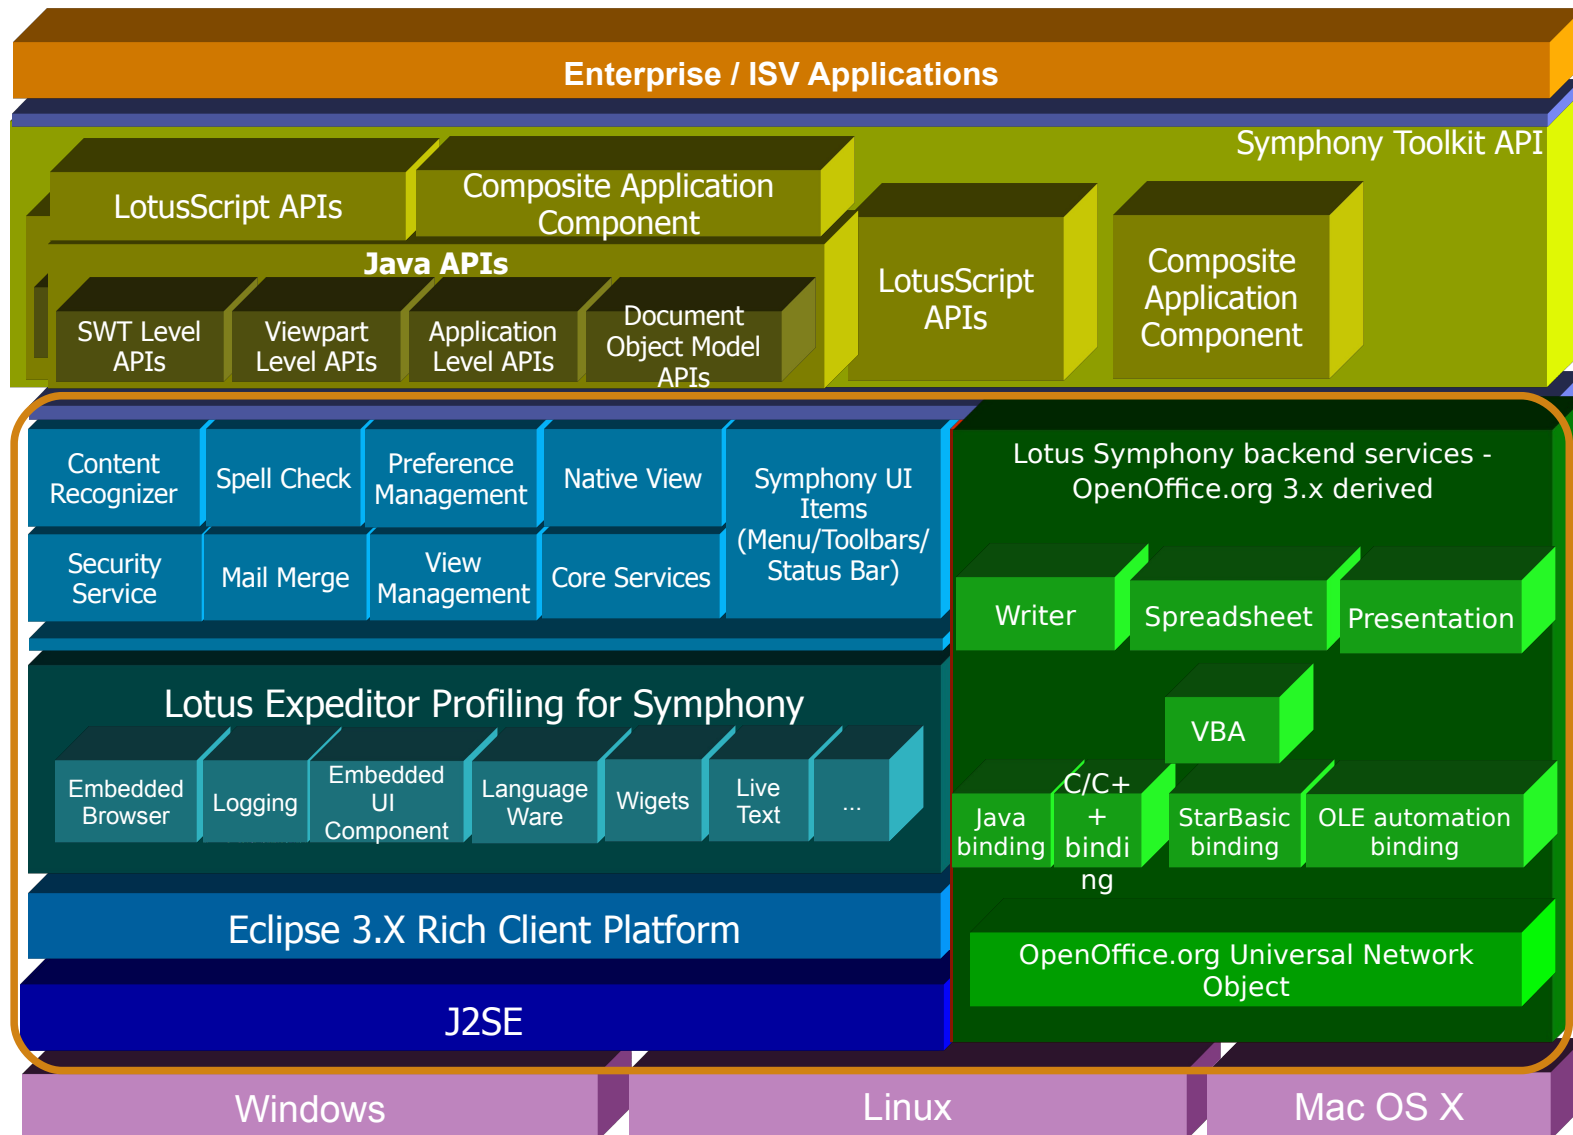 Enterprise / ISV Applications
Symphony Toolkit API
LotusScript APIs
Composite Application
Component
Java APIs
SWT Level
APIs
Viewpart
Level APIs
Application
Level APIs
Document
Object Model
APIs
LotusScript
APIs
Composite
Application
Component
Content
Recognizer
Spell Check
Preference
Management
Native View
Symphony UI
Items
(Menu/Toolbars/
Status Bar)
Security
Service
Mail Merge
View
Management
Core Services
Lotus Expeditor Profiling for Symphony
Embedded
Browser
Logging
Embedded
UI
Component
Language
Ware
Wigets
Live
Text
...
Eclipse 3.X Rich Client Platform
J2SE
Lotus Symphony backend services -
OpenOffice.org 3.x derived
Writer
Spreadsheet
Presentation
VBA
Java
binding
C/C+
+
bindi
ng
StarBasic
binding
OLE automation
binding
OpenOffice.org Universal Network
Object
Windows
Linux
Mac OS X